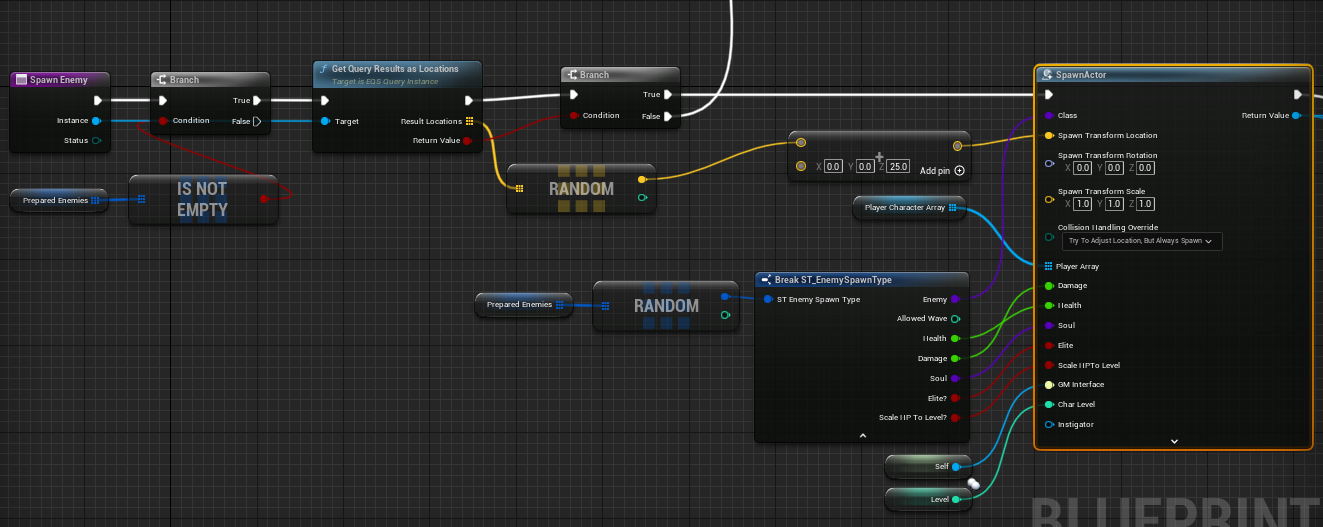 Spawn Enemy
Instance
Status
Branch
Condition
True
False
Get Query Results as Locations
Target is EQS Query Instance
Target
Result Locations
Return Value
Branch
Condition
True
False
Prepared Enemies
IS NOT
EMPTY
RANDOM
X 0.0 Y 0.0 Z 25.0
Add pin
Player Character Array
Prepared Enemies
RANDOM
Break ST_EnemySpawnType
ST Enemy Spawn Type
Enemy
Allowed Wave
Health
Damage
Soul
Elite?
Scale HP To Level?
Self
Level
SpawnActor
Class
Return Value
Spawn Transform Location
Spawn Transform Rotation
X 0.0 Y 0.0 Z 0.0
Spawn Transform Scale
X 1.0 Y 1.0 Z 1.0
Collision Handling Override
Try To Adjust Location, But Always Spawn
Player Array
Damage
Health
Soul
Elite
Scale HPTo Level
GM Interface
Char Level
Instigator
BLUEPRINT